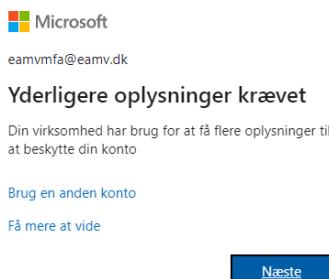 Microsoft
eamvmfa@eamv.dk
Yderligere oplysninger krævet
Din virksomhed har brug for at få flere oplysninger til
at beskytte din konto
Brug en anden konto
Få mere at vide
Næste